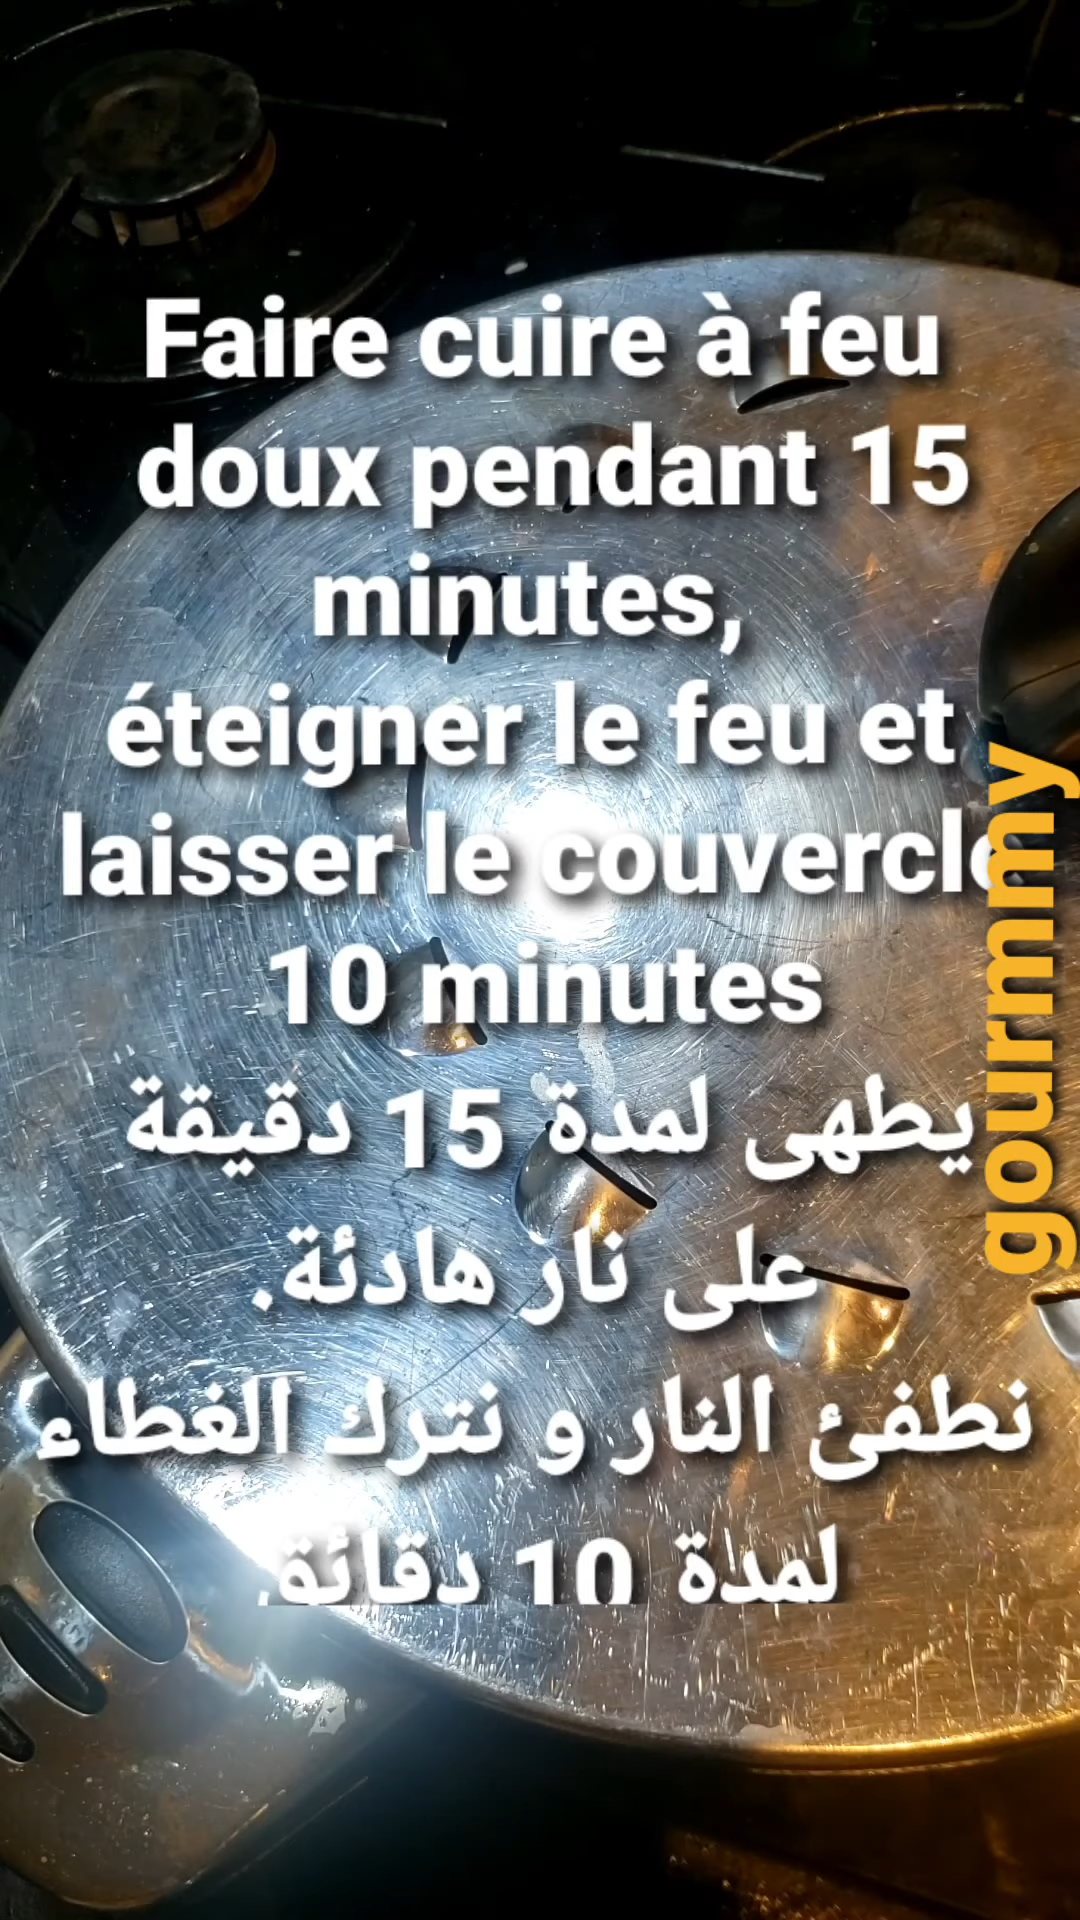 Faire cuire à feu
doux pendant 15
minutes,
éteigner le feu et
laisser le couvercle
10 minutes
يطهى لمدة 15 دقيقة
على نار هادئة.
نطفئ النار و نترك الغطاء
لمدة 10 دقائق.
gourmmy